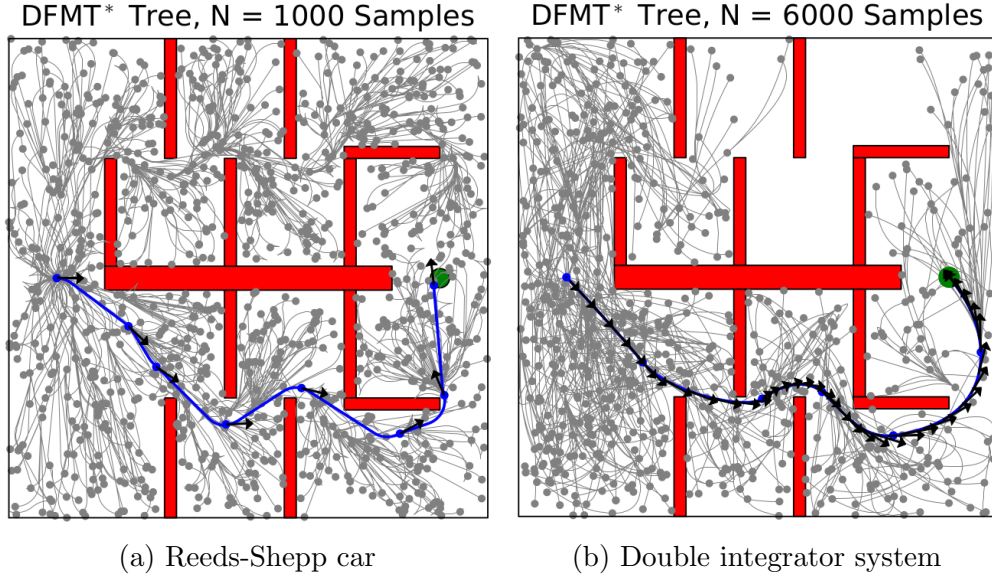 DFMT* Tree, N = 1000 Samples
DFMT* Tree, N = 6000 Samples
(a) Reeds-Shepp car
(b) Double integrator system